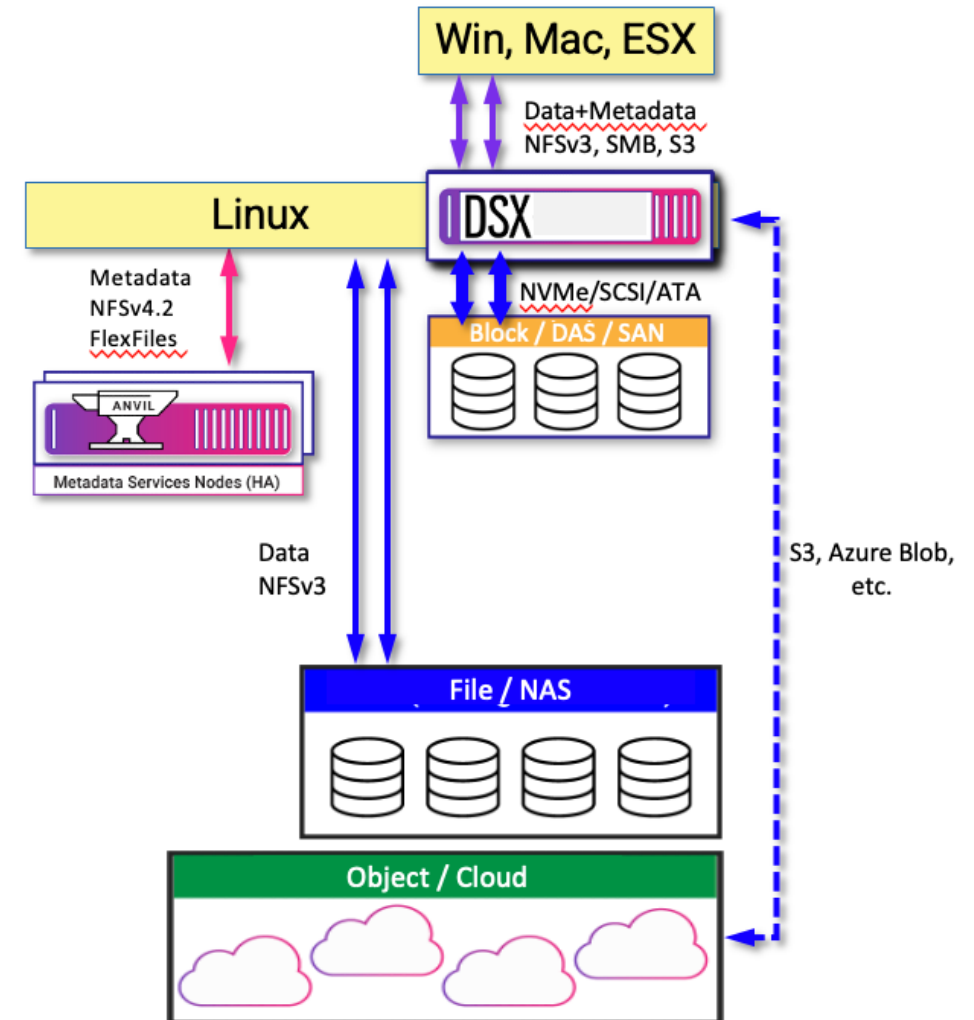 Win, Mac, ESX
Data+Metadata
NFSv3, SMB, S3
Linux
DSX
Metadata
NFSv4.2
FlexFiles
NVMe/SCSI/ATA
Block / DAS / SAN
ANVIL
Metadata Services Nodes (HA)
Data
NFSv3
S3, Azure Blob,
etc.
File / NAS
Object / Cloud